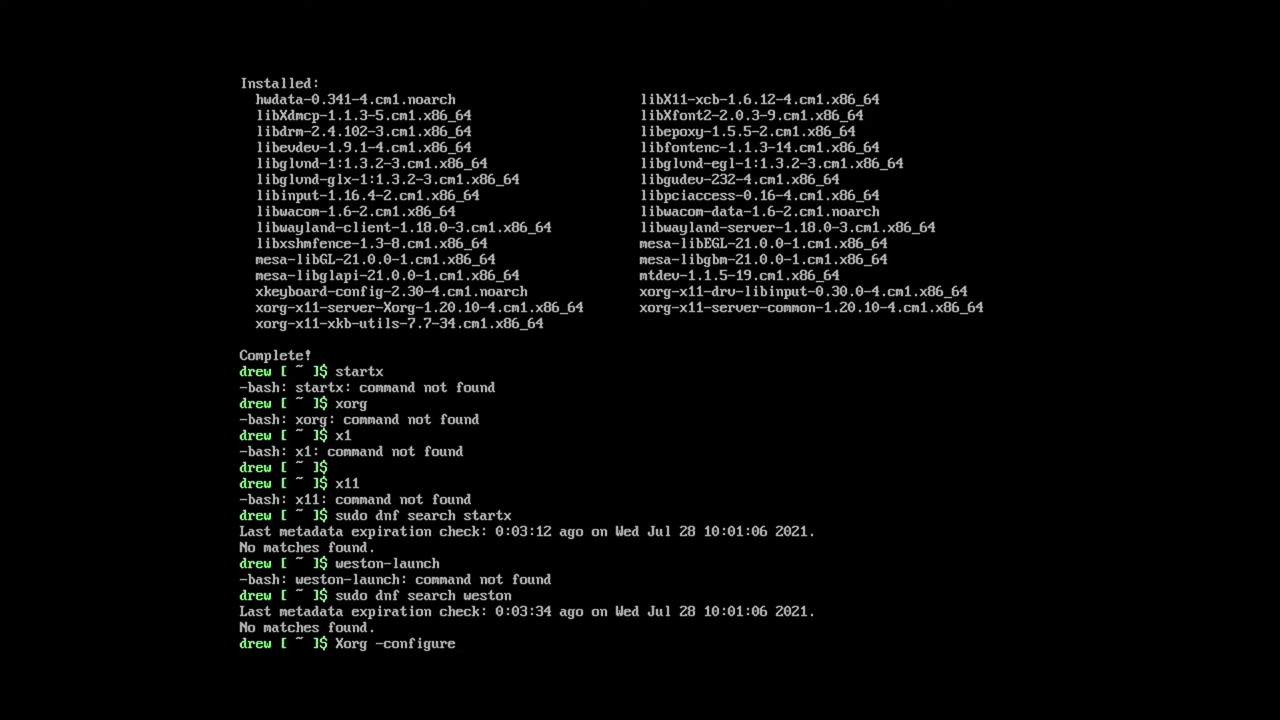 Installed:
hwdata-0.341-4.cm1.noarch libX11-xcb-1.6.12-4.cm1.x86_64
libXdmcp-1.1.3-5.cm1.x86_64 libXfont2-2.0.3-9.cm1.x86_64
libdrm-2.4.102-3.cm1.x86_64 libepoxy-1.5.5-2.cm1.x86_64
libevdev-1.9.1-4.cm1.x86_64 libfontenc-1.1.3-14.cm1.x86_64
libglvnd-1:1.3.2-3.cm1.x86_64 libglvnd-egl-1:1.3.2-3.cm1.x86_64
libglvnd-glx-1:1.3.2-3.cm1.x86_64 libgudev-232-4.cm1.x86_64
libinput-1.16.4-2.cm1.x86_64 libpciaccess-0.16-4.cm1.x86_64
libwacom-1.6-2.cm1.x86_64 libwacom-data-1.6-2.cm1.noarch
libwayland-client-1.18.0-3.cm1.x86_64 libwayland-server-1.18.0-3.cm1.x86_64
libxshmfence-1.3-8.cm1.x86_64 mesa-libEGL-21.0.0-1.cm1.x86_64
mesa-libGL-21.0.0-1.cm1.x86_64 mesa-libgbm-21.0.0-1.cm1.x86_64
mesa-libglapi-21.0.0-1.cm1.x86_64 mtdev-1.1.5-19.cm1.x86_64
xkeyboard-config-2.30-4.cm1.noarch xorg-x11-drv-libinput-0.30.0-4.cm1.x86_64
xorg-x11-server-Xorg-1.20.10-4.cm1.x86_64 xorg-x11-server-common-1.20.10-4.cm1.x86_64
xorg-x11-xkb-utils-7.7-34.cm1.x86_64
Complete!
drew [ ~ ]$ startx
-bash: startx: command not found
drew [ ~ ]$ xorg
-bash: xorg: command not found
drew [ ~ ]$ x1
-bash: x1: command not found
drew [ ~ ]$
drew [ ~ ]$ x11
-bash: x11: command not found
drew [ ~ ]$ sudo dnf search startx
Last metadata expiration check: 0:03:12 ago on Wed Jul 28 10:01:06 2021.
No matches found.
drew [ ~ ]$ weston-launch
-bash: weston-launch: command not found
drew [ ~ ]$ sudo dnf search weston
Last metadata expiration check: 0:03:34 ago on Wed Jul 28 10:01:06 2021.
No matches found.
drew [ ~ ]$ Xorg -configure